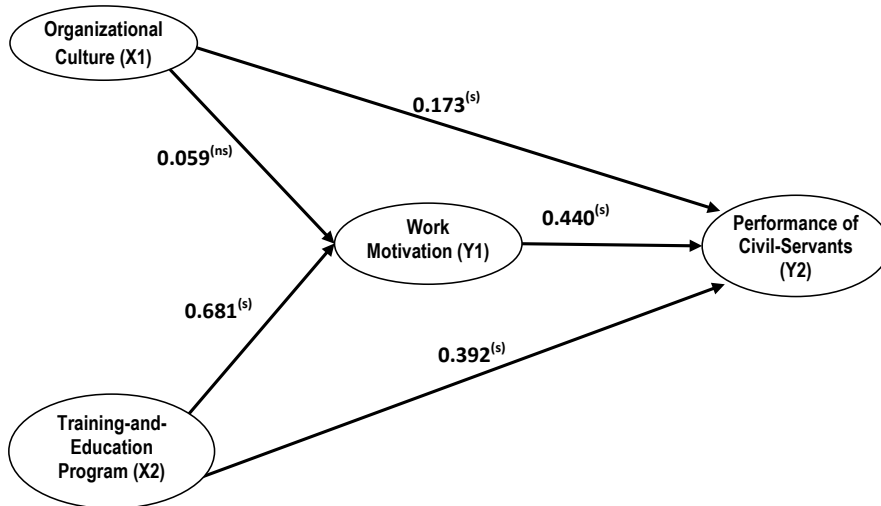 Organizational
Culture (X1)
0.173(s)
0.059(ns)
Work
Motivation (Y1)
0.440(s)
Performance of
Civil-Servants
(Y2)
0.681(s)
0.392(s)
Training-and-
Education
Program (X2)